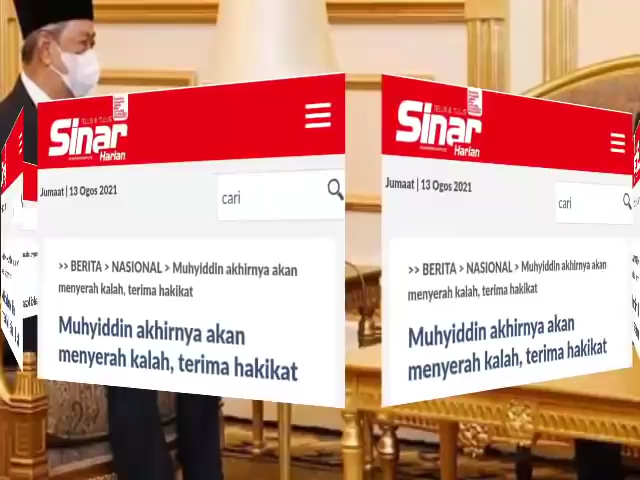 Sinar
Harian
Jumaat | 13 Ogos 2021
cari
>> BERITA > NASIONAL > Muhyiddin akhirnya akan
menyerah kalah, terima hakikat
Muhyiddin akhirnya akan
menyerah kalah, terima hakikat
TELUS & TULUS
Sinar
Harian
Jumaat | 13 Ogos 2021
cari
>> BERITA > NASIONAL > Muhyiddin akhirnya akan
menyerah kalah, terima hakikat
Muhyiddin akhirnya akan
menyerah kalah, terima hakikat